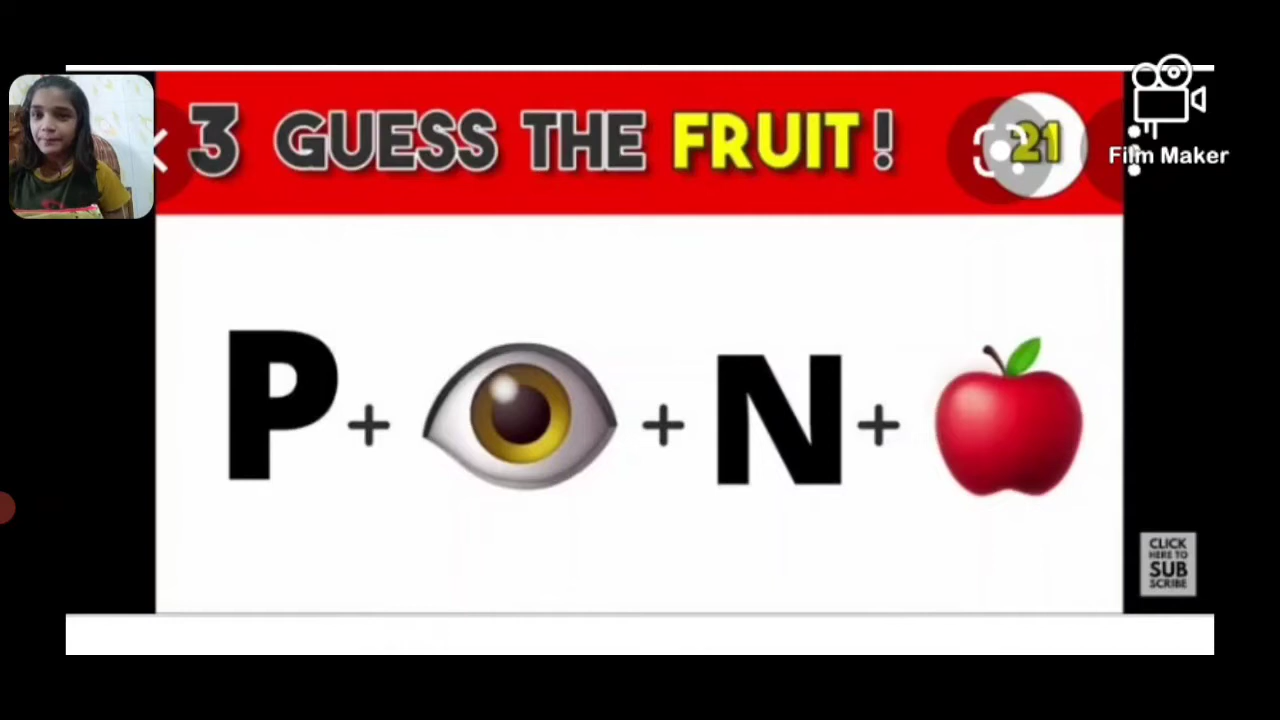 3 GUESS THE FRUIT!
21
Film Maker
P + + N +
CLICK
HERE TO
SUB
SCRIBE